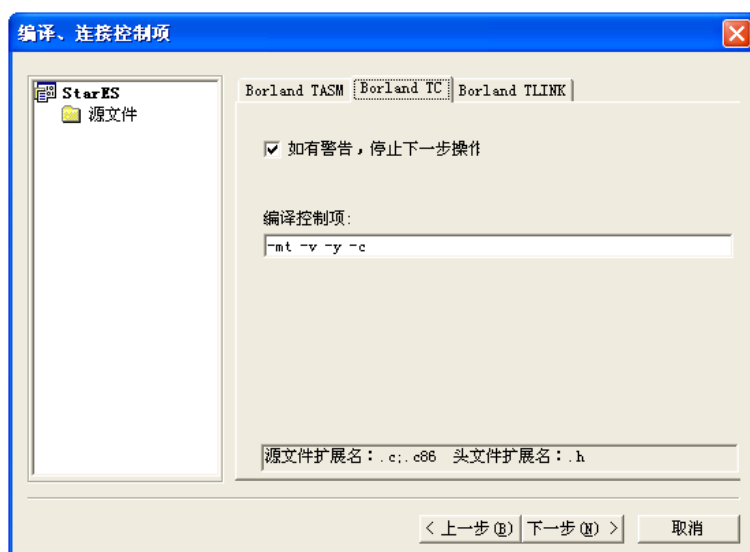 编译、连接控制项
StarES
源文件
Borland TASM Borland TC Borland TLINK
如有警告，停止下一步操作
编译控制项:
-mt -v -y -c
源文件扩展名：.c;.c86 头文件扩展名：.h
< 上一步(B) 下一步(N) > 取消